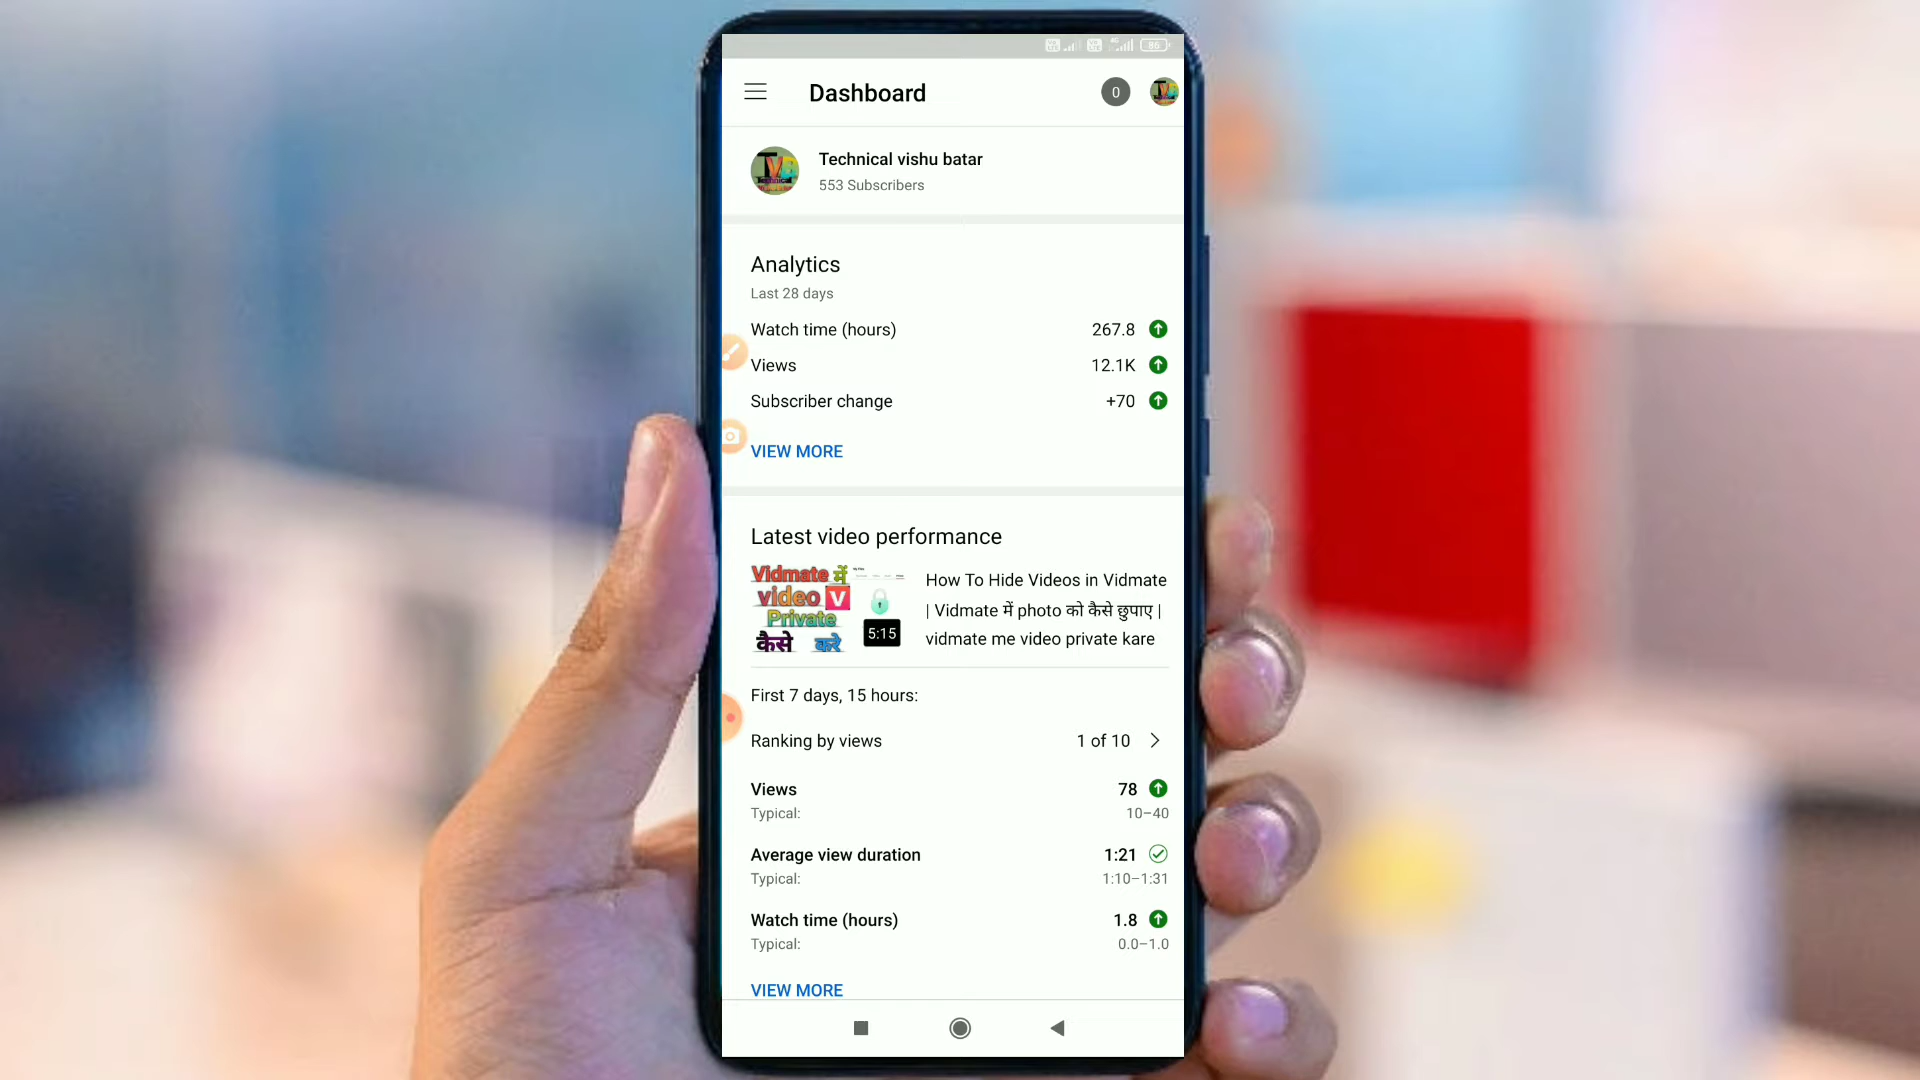 86
Dashboard
0
Technical vishu batar
553 Subscribers
Analytics
Last 28 days
Watch time (hours) 267.8
Views 12.1K
Subscriber change +70
VIEW MORE
Latest video performance
Vidmate में
video V
Private
कैसे करे
5:15
How To Hide Videos in Vidmate
| Vidmate में photo को कैसे छुपाए |
vidmate me video private kare
First 7 days, 15 hours:
Ranking by views 1 of 10
Views 78
Typical: 10–40
Average view duration 1:21
Typical: 1:10–1:31
Watch time (hours) 1.8
Typical: 0.0–1.0
VIEW MORE